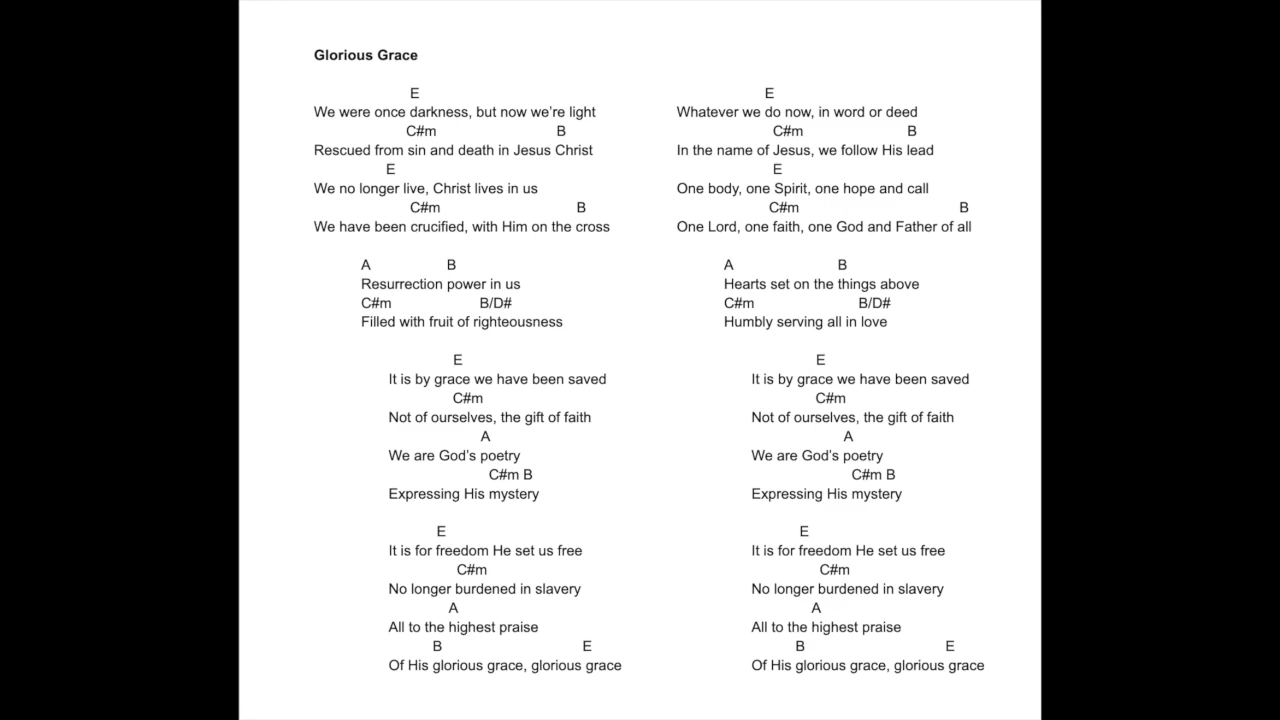 Glorious Grace
E
We were once darkness, but now we're light
C#m B
Rescued from sin and death in Jesus Christ
E
We no longer live, Christ lives in us
C#m B
We have been crucified, with Him on the cross
A B
Resurrection power in us
C#m B/D#
Filled with fruit of righteousness
E
It is by grace we have been saved
C#m
Not of ourselves, the gift of faith
A
We are God's poetry
C#m B
Expressing His mystery
E
It is for freedom He set us free
C#m
No longer burdened in slavery
A
All to the highest praise
B E
Of His glorious grace, glorious grace
E
Whatever we do now, in word or deed
C#m B
In the name of Jesus, we follow His lead
E
One body, one Spirit, one hope and call
C#m B
One Lord, one faith, one God and Father of all
A B
Hearts set on the things above
C#m B/D#
Humbly serving all in love
E
It is by grace we have been saved
C#m
Not of ourselves, the gift of faith
A
We are God's poetry
C#m B
Expressing His mystery
E
It is for freedom He set us free
C#m
No longer burdened in slavery
A
All to the highest praise
B E
Of His glorious grace, glorious grace